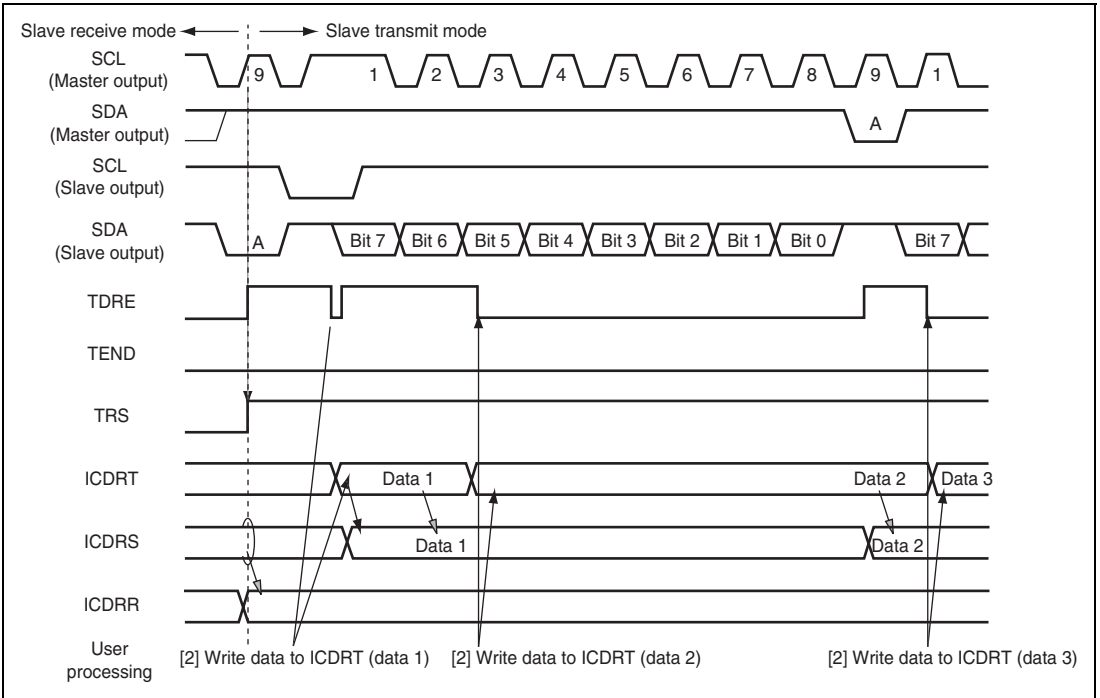 Slave receive mode
Slave transmit mode
SCL
(Master output)
9 1 2 3 4 5 6 7 8 9 1
SDA
(Master output)
A
SCL
(Slave output)
SDA
(Slave output)
A Bit 7 Bit 6 Bit 5 Bit 4 Bit 3 Bit 2 Bit 1 Bit 0 Bit 7
TDRE
TEND
TRS
ICDRT
Data 1 Data 2 Data 3
ICDRS
Data 1 Data 2
ICDRR
User
processing
[2] Write data to ICDRT (data 1) [2] Write data to ICDRT (data 2) [2] Write data to ICDRT (data 3)